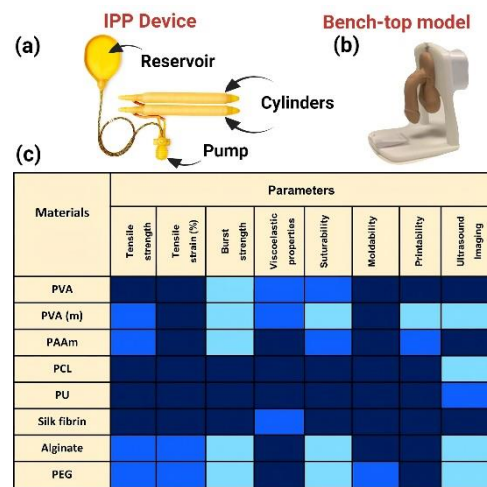 IPP Device
Bench-top model
(a)
(b)
Reservoir
Cylinders
Pump
(c)
Materials
Parameters
Tensile strength
Tensile strain (%)
Burst strength
Viscoelastic properties
Suturability
Moldability
Printability
Ultrasound Imaging
PVA
PVA (m)
PAAm
PCL
PU
Silk fibrin
Alginate
PEG